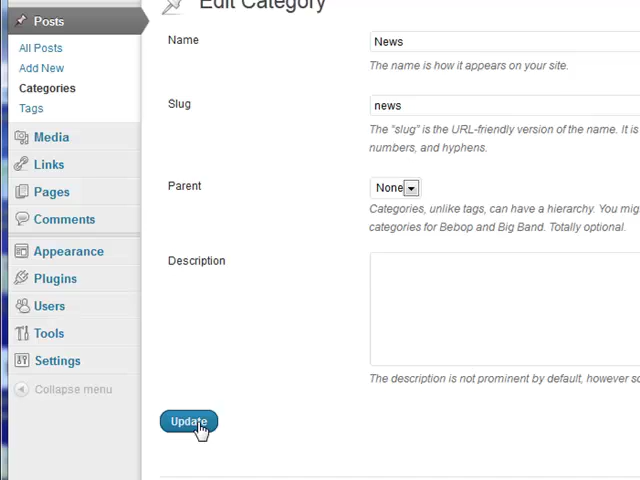 Edit Category
Posts
All Posts
Add New
Categories
Tags
Media
Links
Pages
Comments
Appearance
Plugins
Users
Tools
Settings
Collapse menu
Name
News
The name is how it appears on your site.
Slug
news
The “slug” is the URL-friendly version of the name. It is
numbers, and hyphens.
Parent
None
Categories, unlike tags, can have a hierarchy. You mig
categories for Bebop and Big Band. Totally optional.
Description
The description is not prominent by default, however so
Update